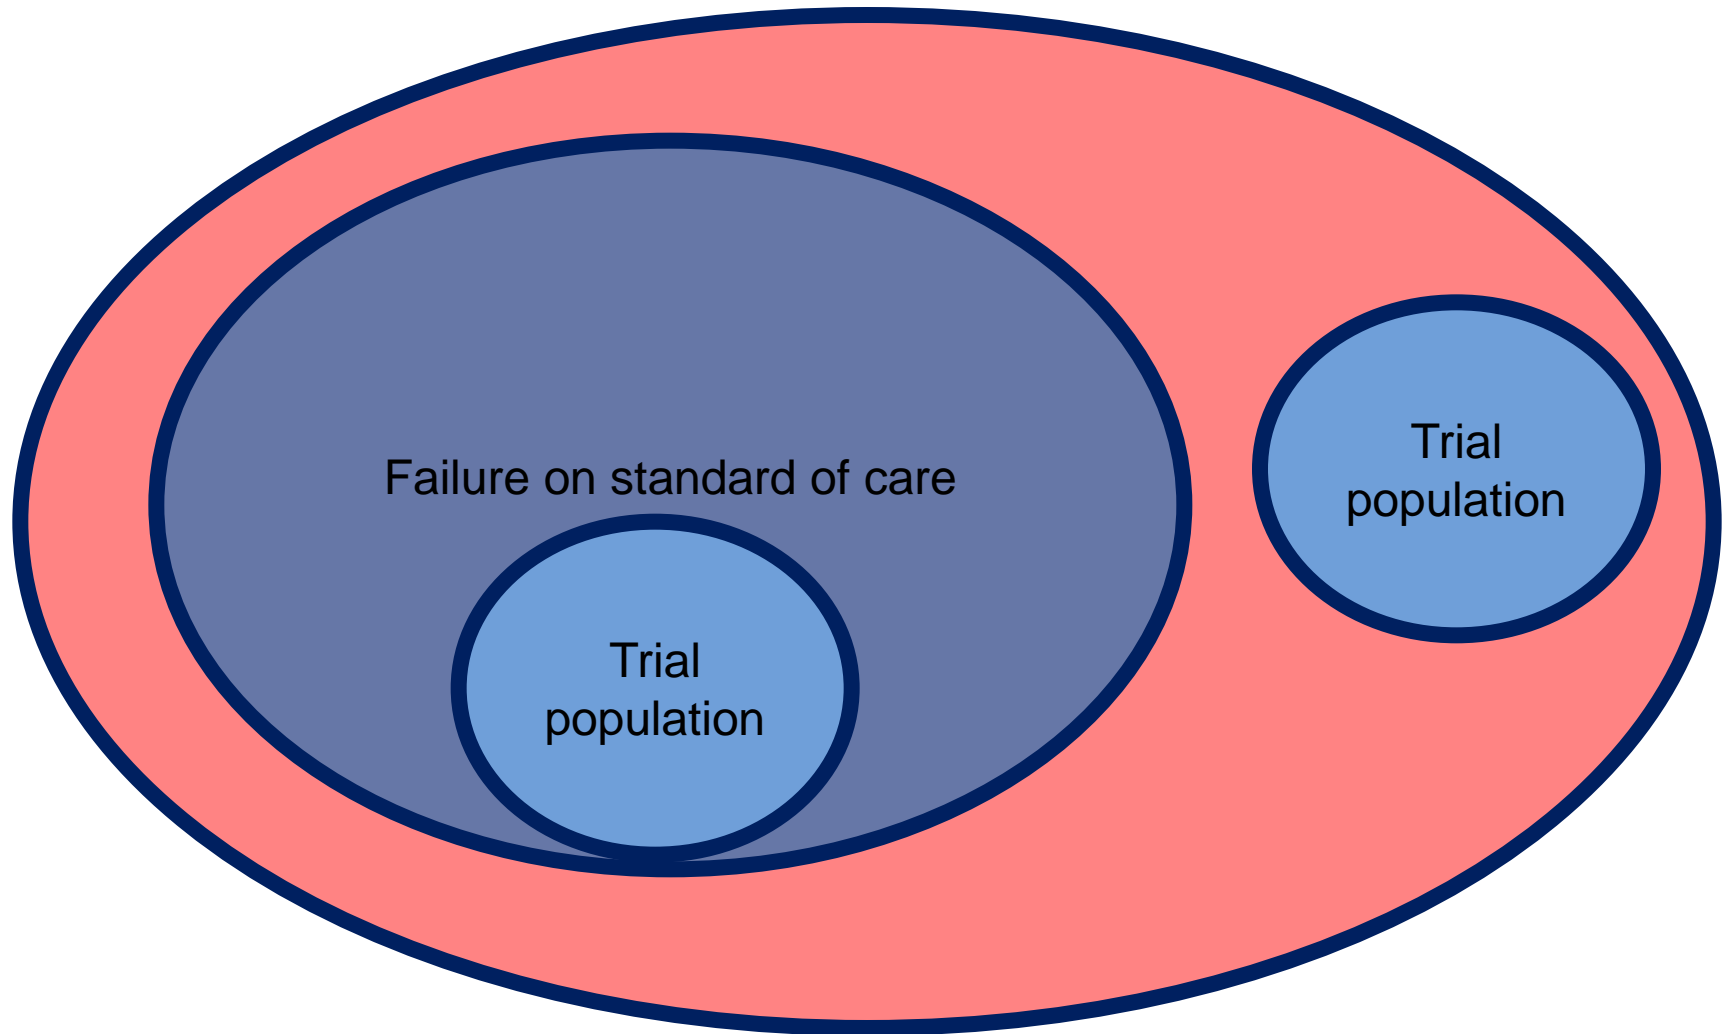 Failure on standard of care
Trial
population
Trial
population